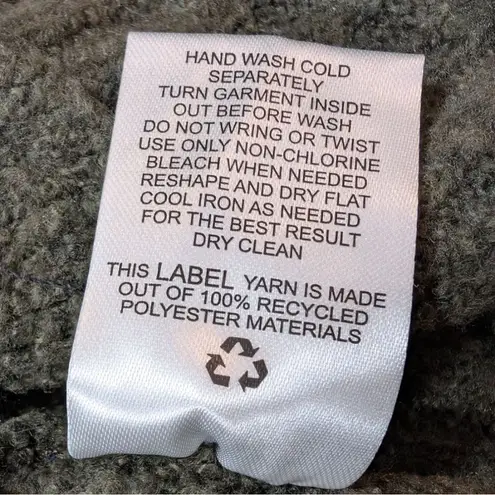 HAND WASH COLD
SEPARATELY
TURN GARMENT INSIDE
OUT BEFORE WASH
DO NOT WRING OR TWIST
USE ONLY NON-CHLORINE
BLEACH WHEN NEEDED
RESHAPE AND DRY FLAT
COOL IRON AS NEEDED
FOR THE BEST RESULT
DRY CLEAN
THIS LABEL YARN IS MADE
OUT OF 100% RECYCLED
POLYESTER MATERIALS